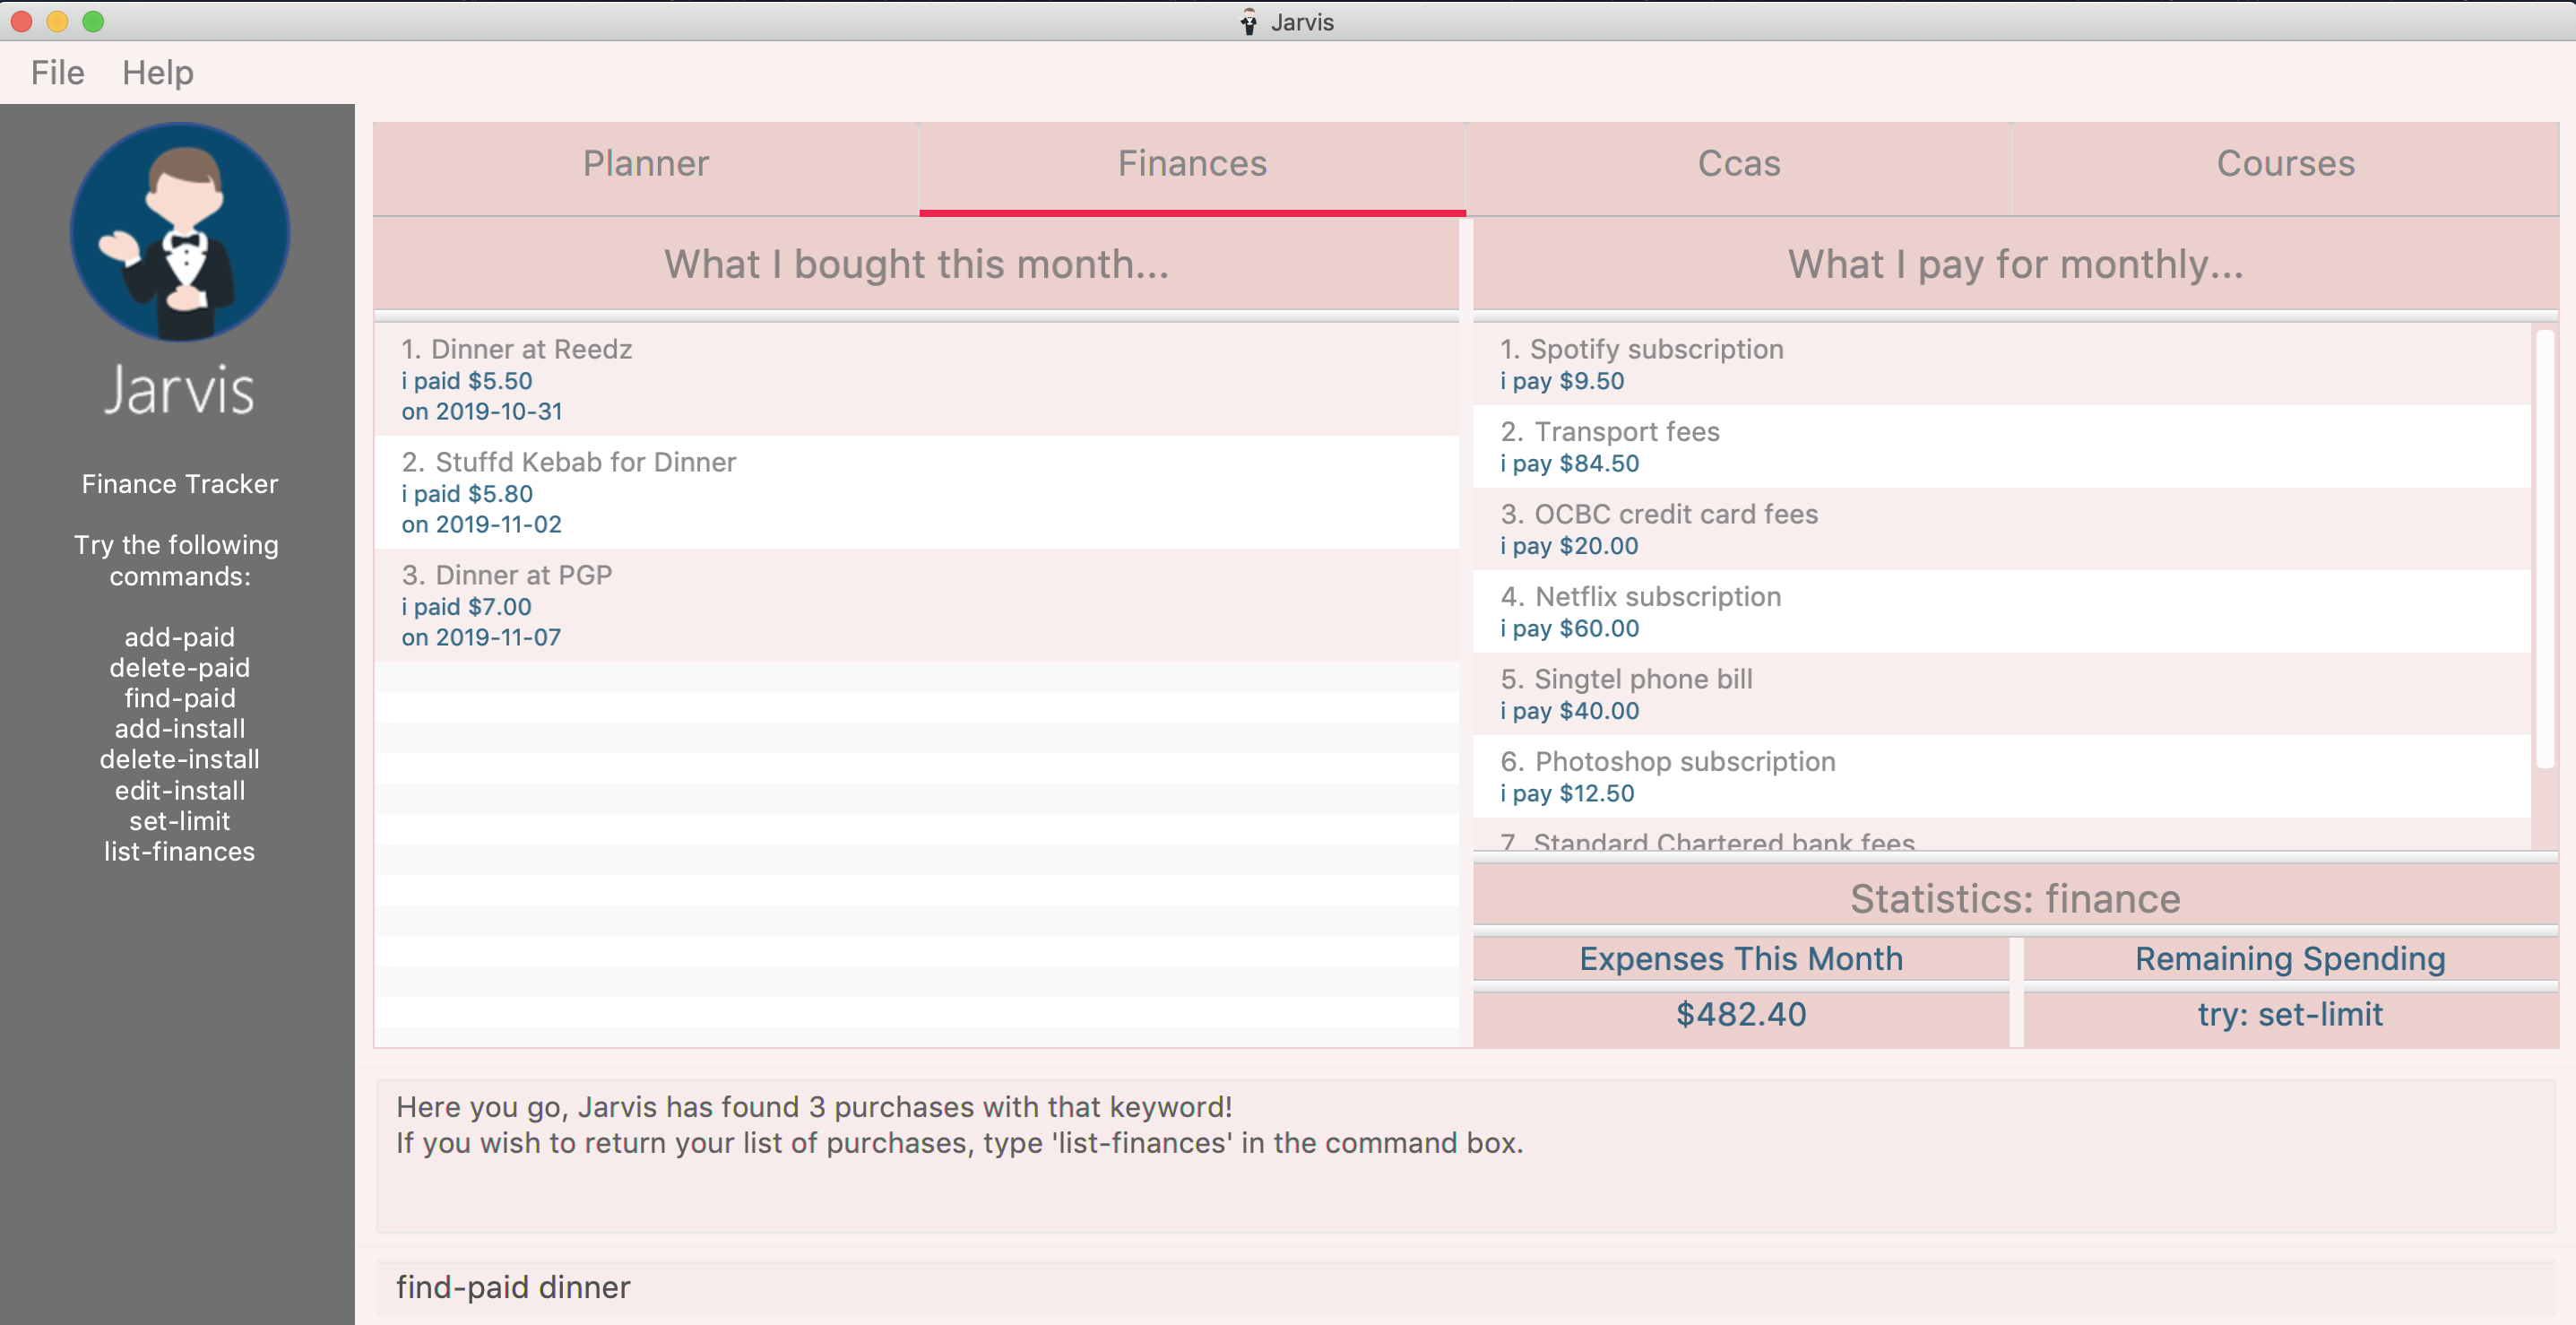 Jarvis
File Help
Jarvis
Finance Tracker
Try the following
commands:
add-paid
delete-paid
find-paid
add-install
delete-install
edit-install
set-limit
list-finances
Planner Finances Ccas Courses
What I bought this month...
1. Dinner at Reedz
i paid $5.50
on 2019-10-31
2. Stuffd Kebab for Dinner
i paid $5.80
on 2019-11-02
3. Dinner at PGP
i paid $7.00
on 2019-11-07
What I pay for monthly...
1. Spotify subscription
i pay $9.50
2. Transport fees
i pay $84.50
3. OCBC credit card fees
i pay $20.00
4. Netflix subscription
i pay $60.00
5. Singtel phone bill
i pay $40.00
6. Photoshop subscription
i pay $12.50
7. Standard Chartered bank fees
Statistics: finance
Expenses This Month Remaining Spending
$482.40 try: set-limit
Here you go, Jarvis has found 3 purchases with that keyword!
If you wish to return your list of purchases, type 'list-finances' in the command box.
find-paid dinner